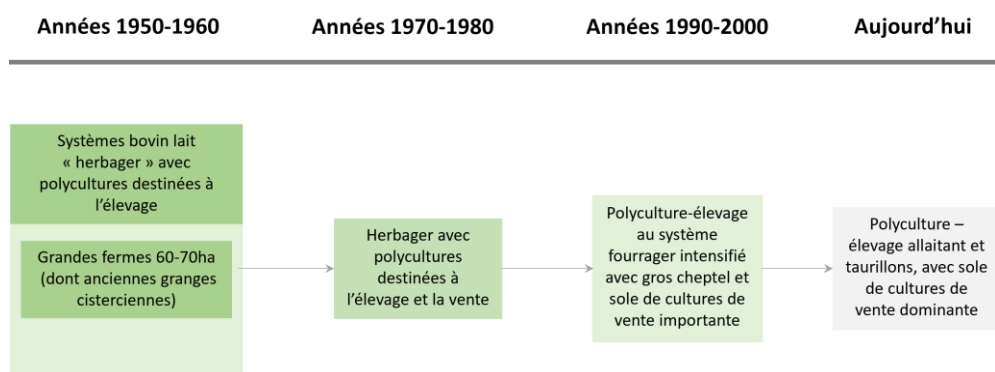 Années 1950-1960
Années 1970-1980
Années 1990-2000
Aujourd’hui
Systèmes bovin lait
« herbager » avec
polycultures destinées à
l’élevage
Grandes fermes 60-70ha
(dont anciennes granges
cisterciennes)
Herbager avec
polycultures
destinées à
l’élevage et la vente
Polyculture-élevage
au système
fourrager intensifié
avec gros cheptel et
sole de cultures de
vente importante
Polyculture –
élevage allaitant et
taurillons, avec sole
de cultures de
vente dominante